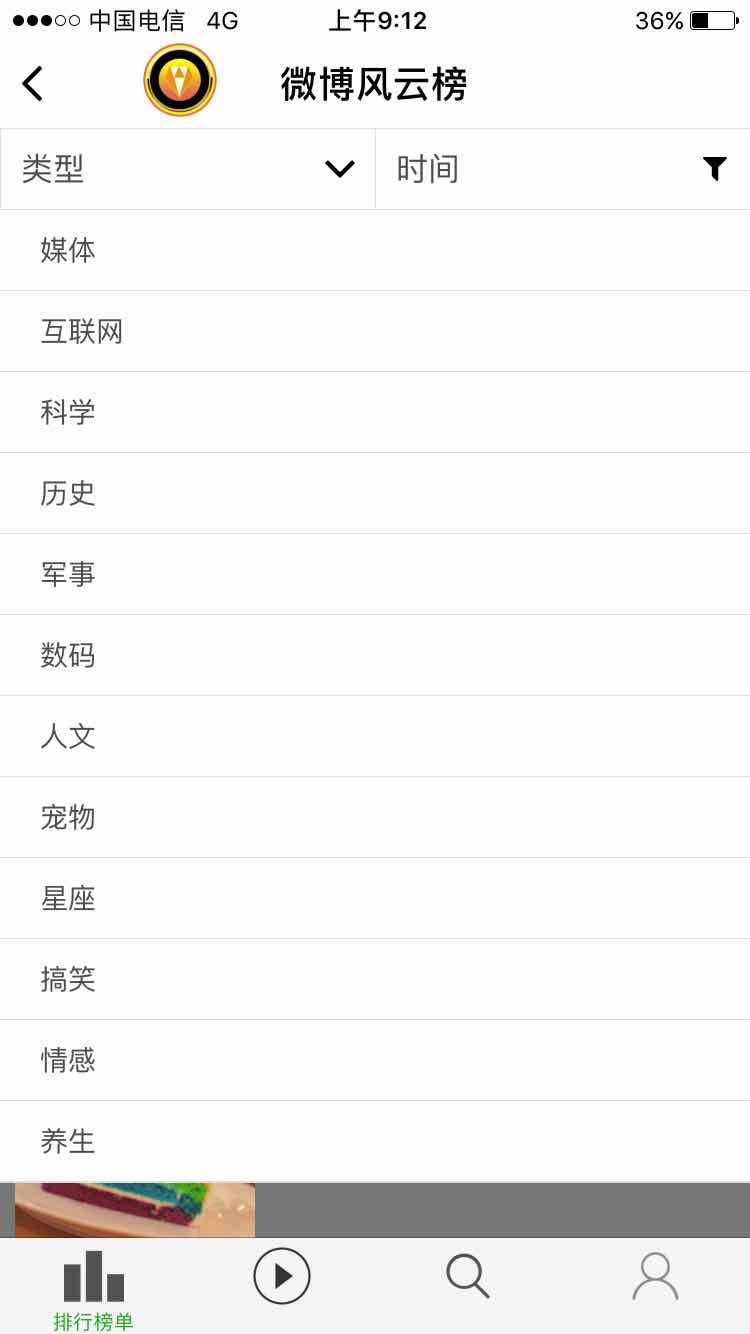 中国电信 4G 上午9:12 36%
微博风云榜
类型 时间
媒体
互联网
科学
历史
军事
数码
人文
宠物
星座
搞笑
情感
养生
排行榜单